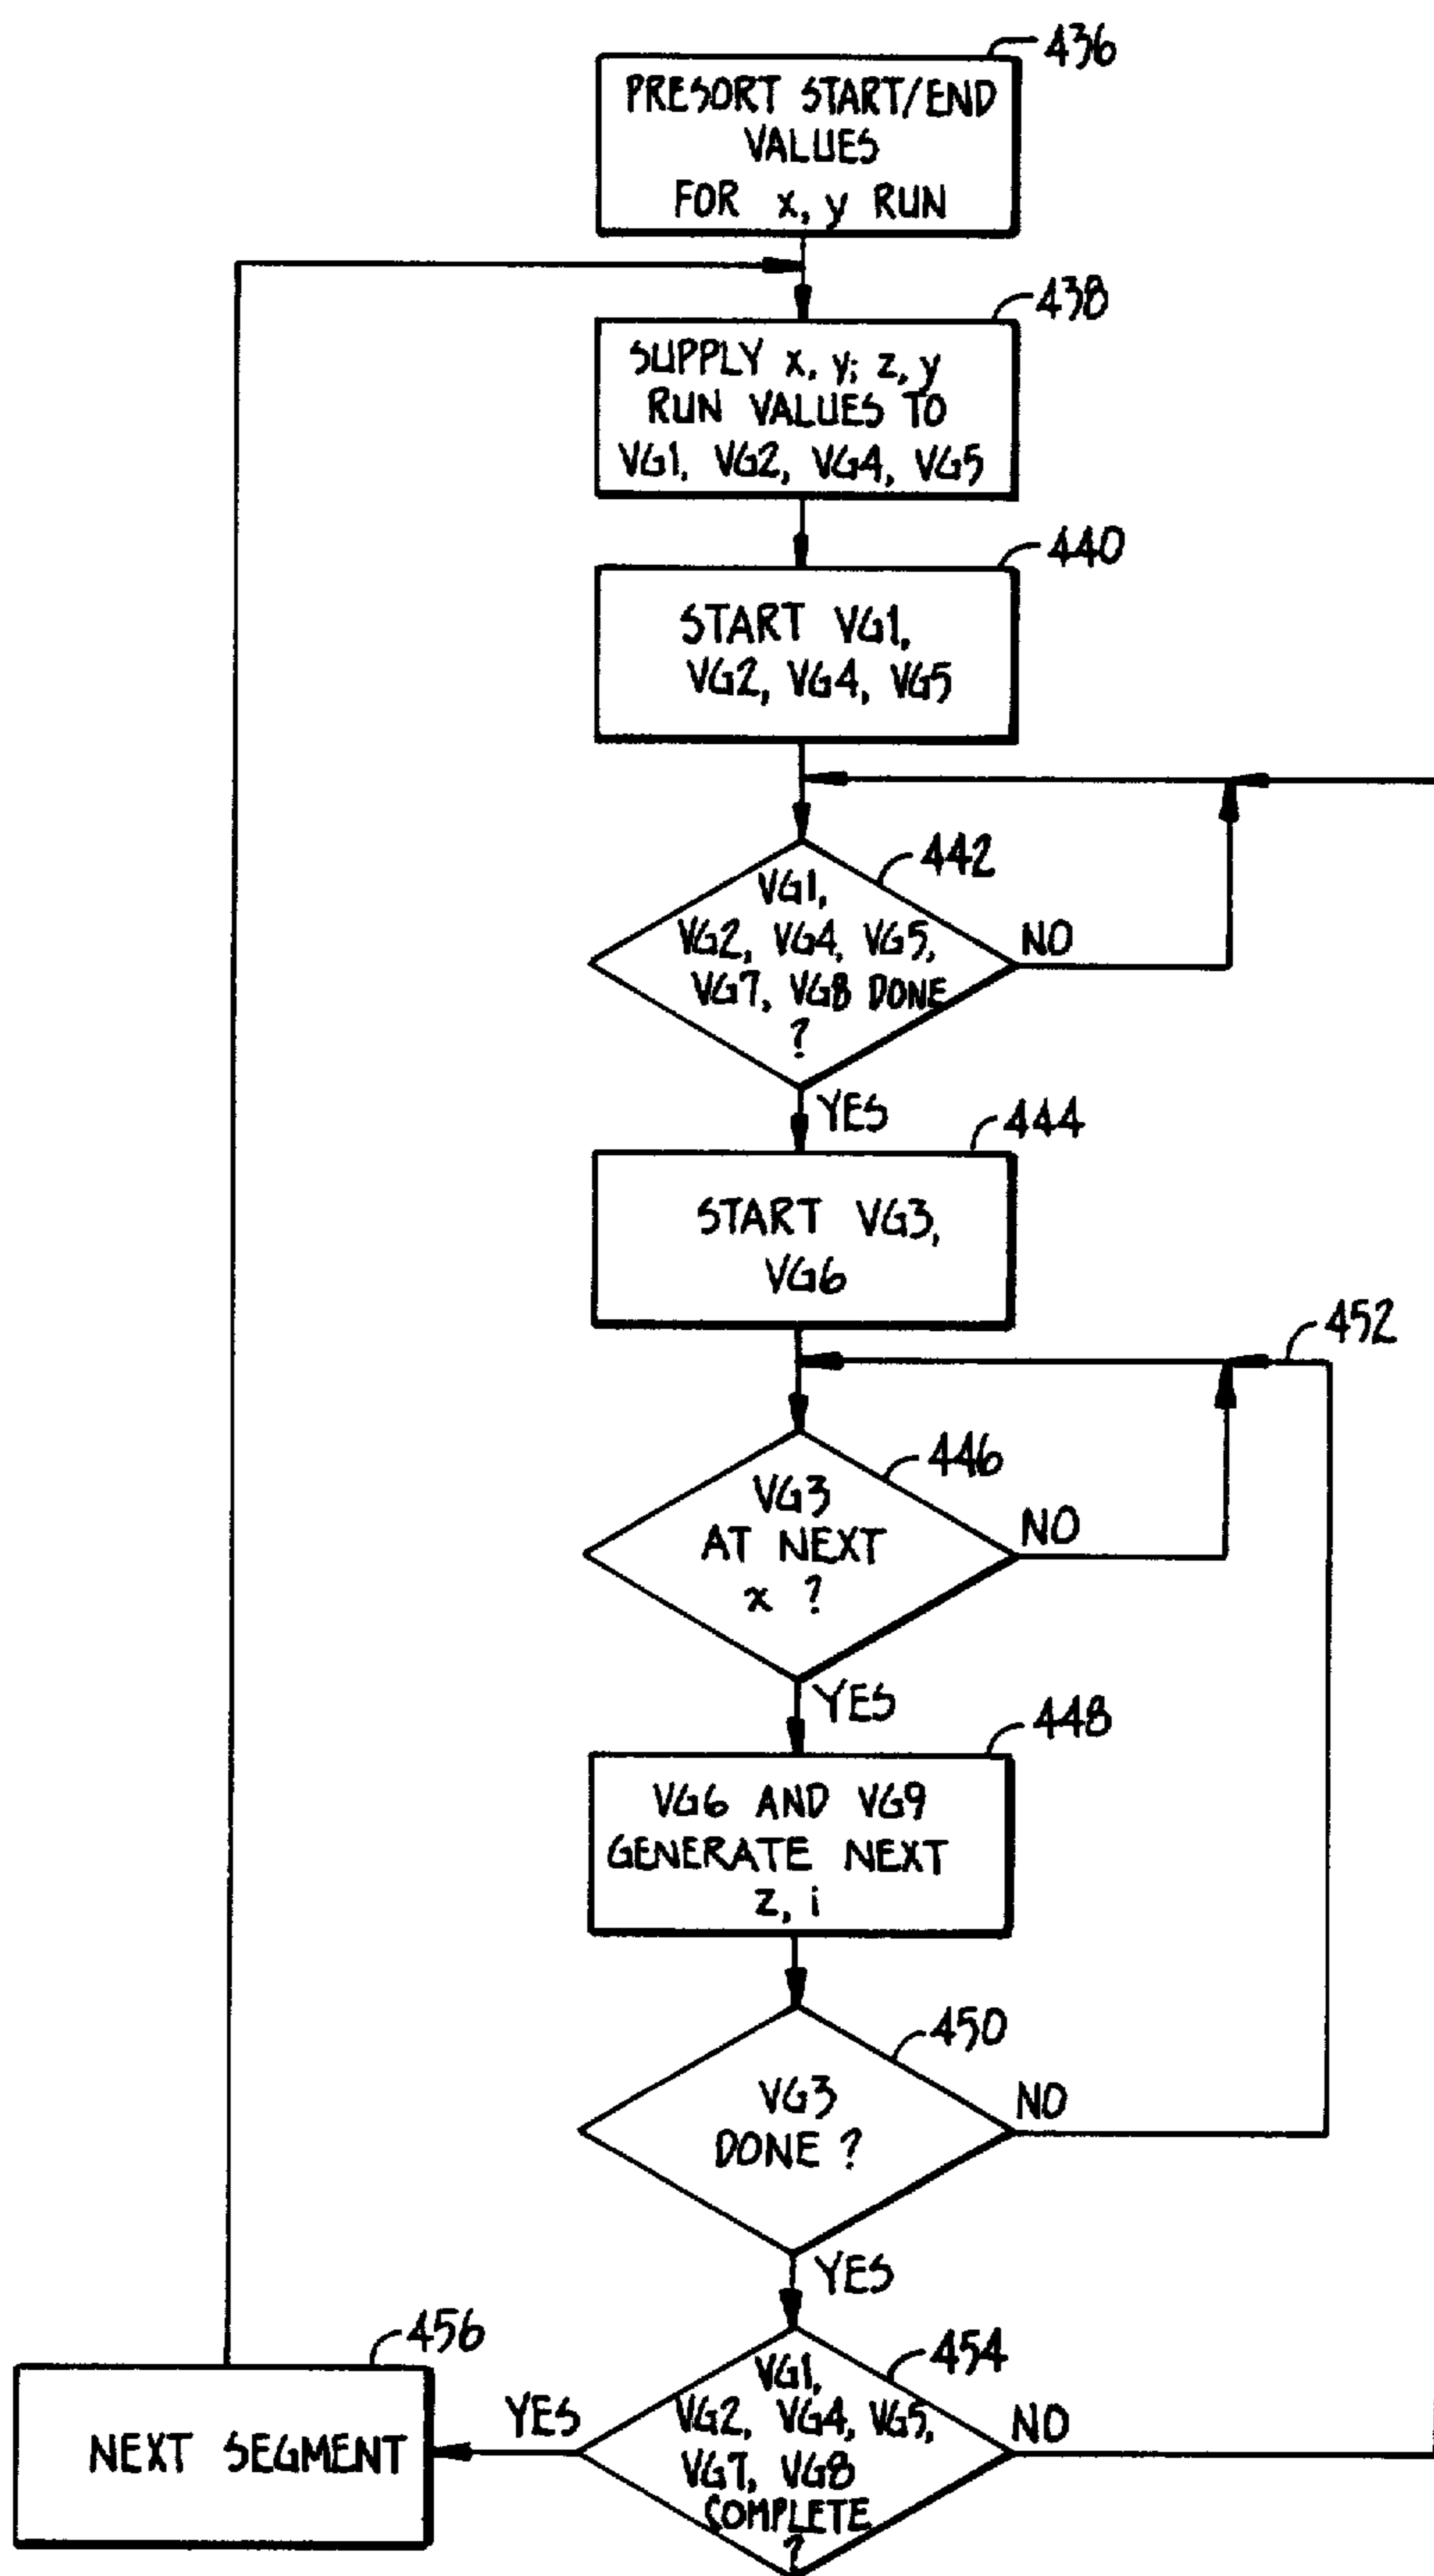 436
PRESORT START/END
VALUES
FOR x, y RUN
438
SUPPLY x, y; z, y
RUN VALUES TO
VG1, VG2, VG4, VG5
440
START VG1,
VG2, VG4, VG5
442
VG1,
VG2, VG4, VG5,
VG7, VG8 DONE
?
NO
YES
444
START VG3,
VG6
452
446
VG3
AT NEXT
x ?
NO
YES
448
VG6 AND VG9
GENERATE NEXT
z, i
450
VG3
DONE ?
NO
YES
454
VG1,
VG2, VG4, VG5,
VG7, VG8
COMPLETE
?
NO
YES
456
NEXT SEGMENT